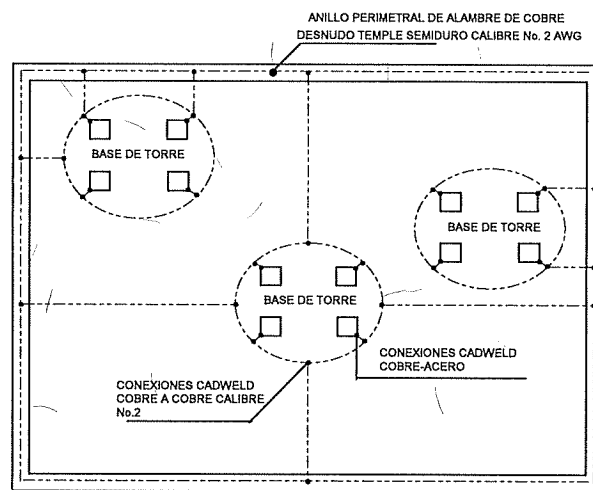 ANILLO PERIMETRAL DE ALAMBRE DE COBRE
DESNUDO TEMPLE SEMIDURO CALIBRE No. 2 AWG
BASE DE TORRE
BASE DE TORRE
BASE DE TORRE
CONEXIONES CADWELD
COBRE-ACERO
CONEXIONES CADWELD
COBRE A COBRE CALIBRE
No.2